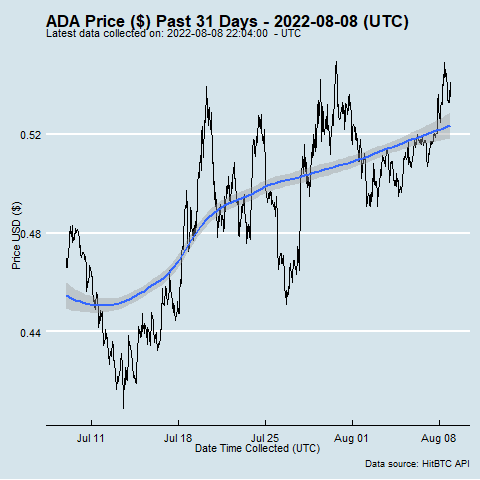 ADA Price ($) Past 31 Days - 2022-08-08 (UTC)
Latest data collected on: 2022-08-08 22:04:00  - UTC
0.52
0.48
0.44
Price USD ($)
Jul 11
Jul 18
Jul 25
Aug 01
Aug 08
Date Time Collected (UTC)
Data source: HitBTC API